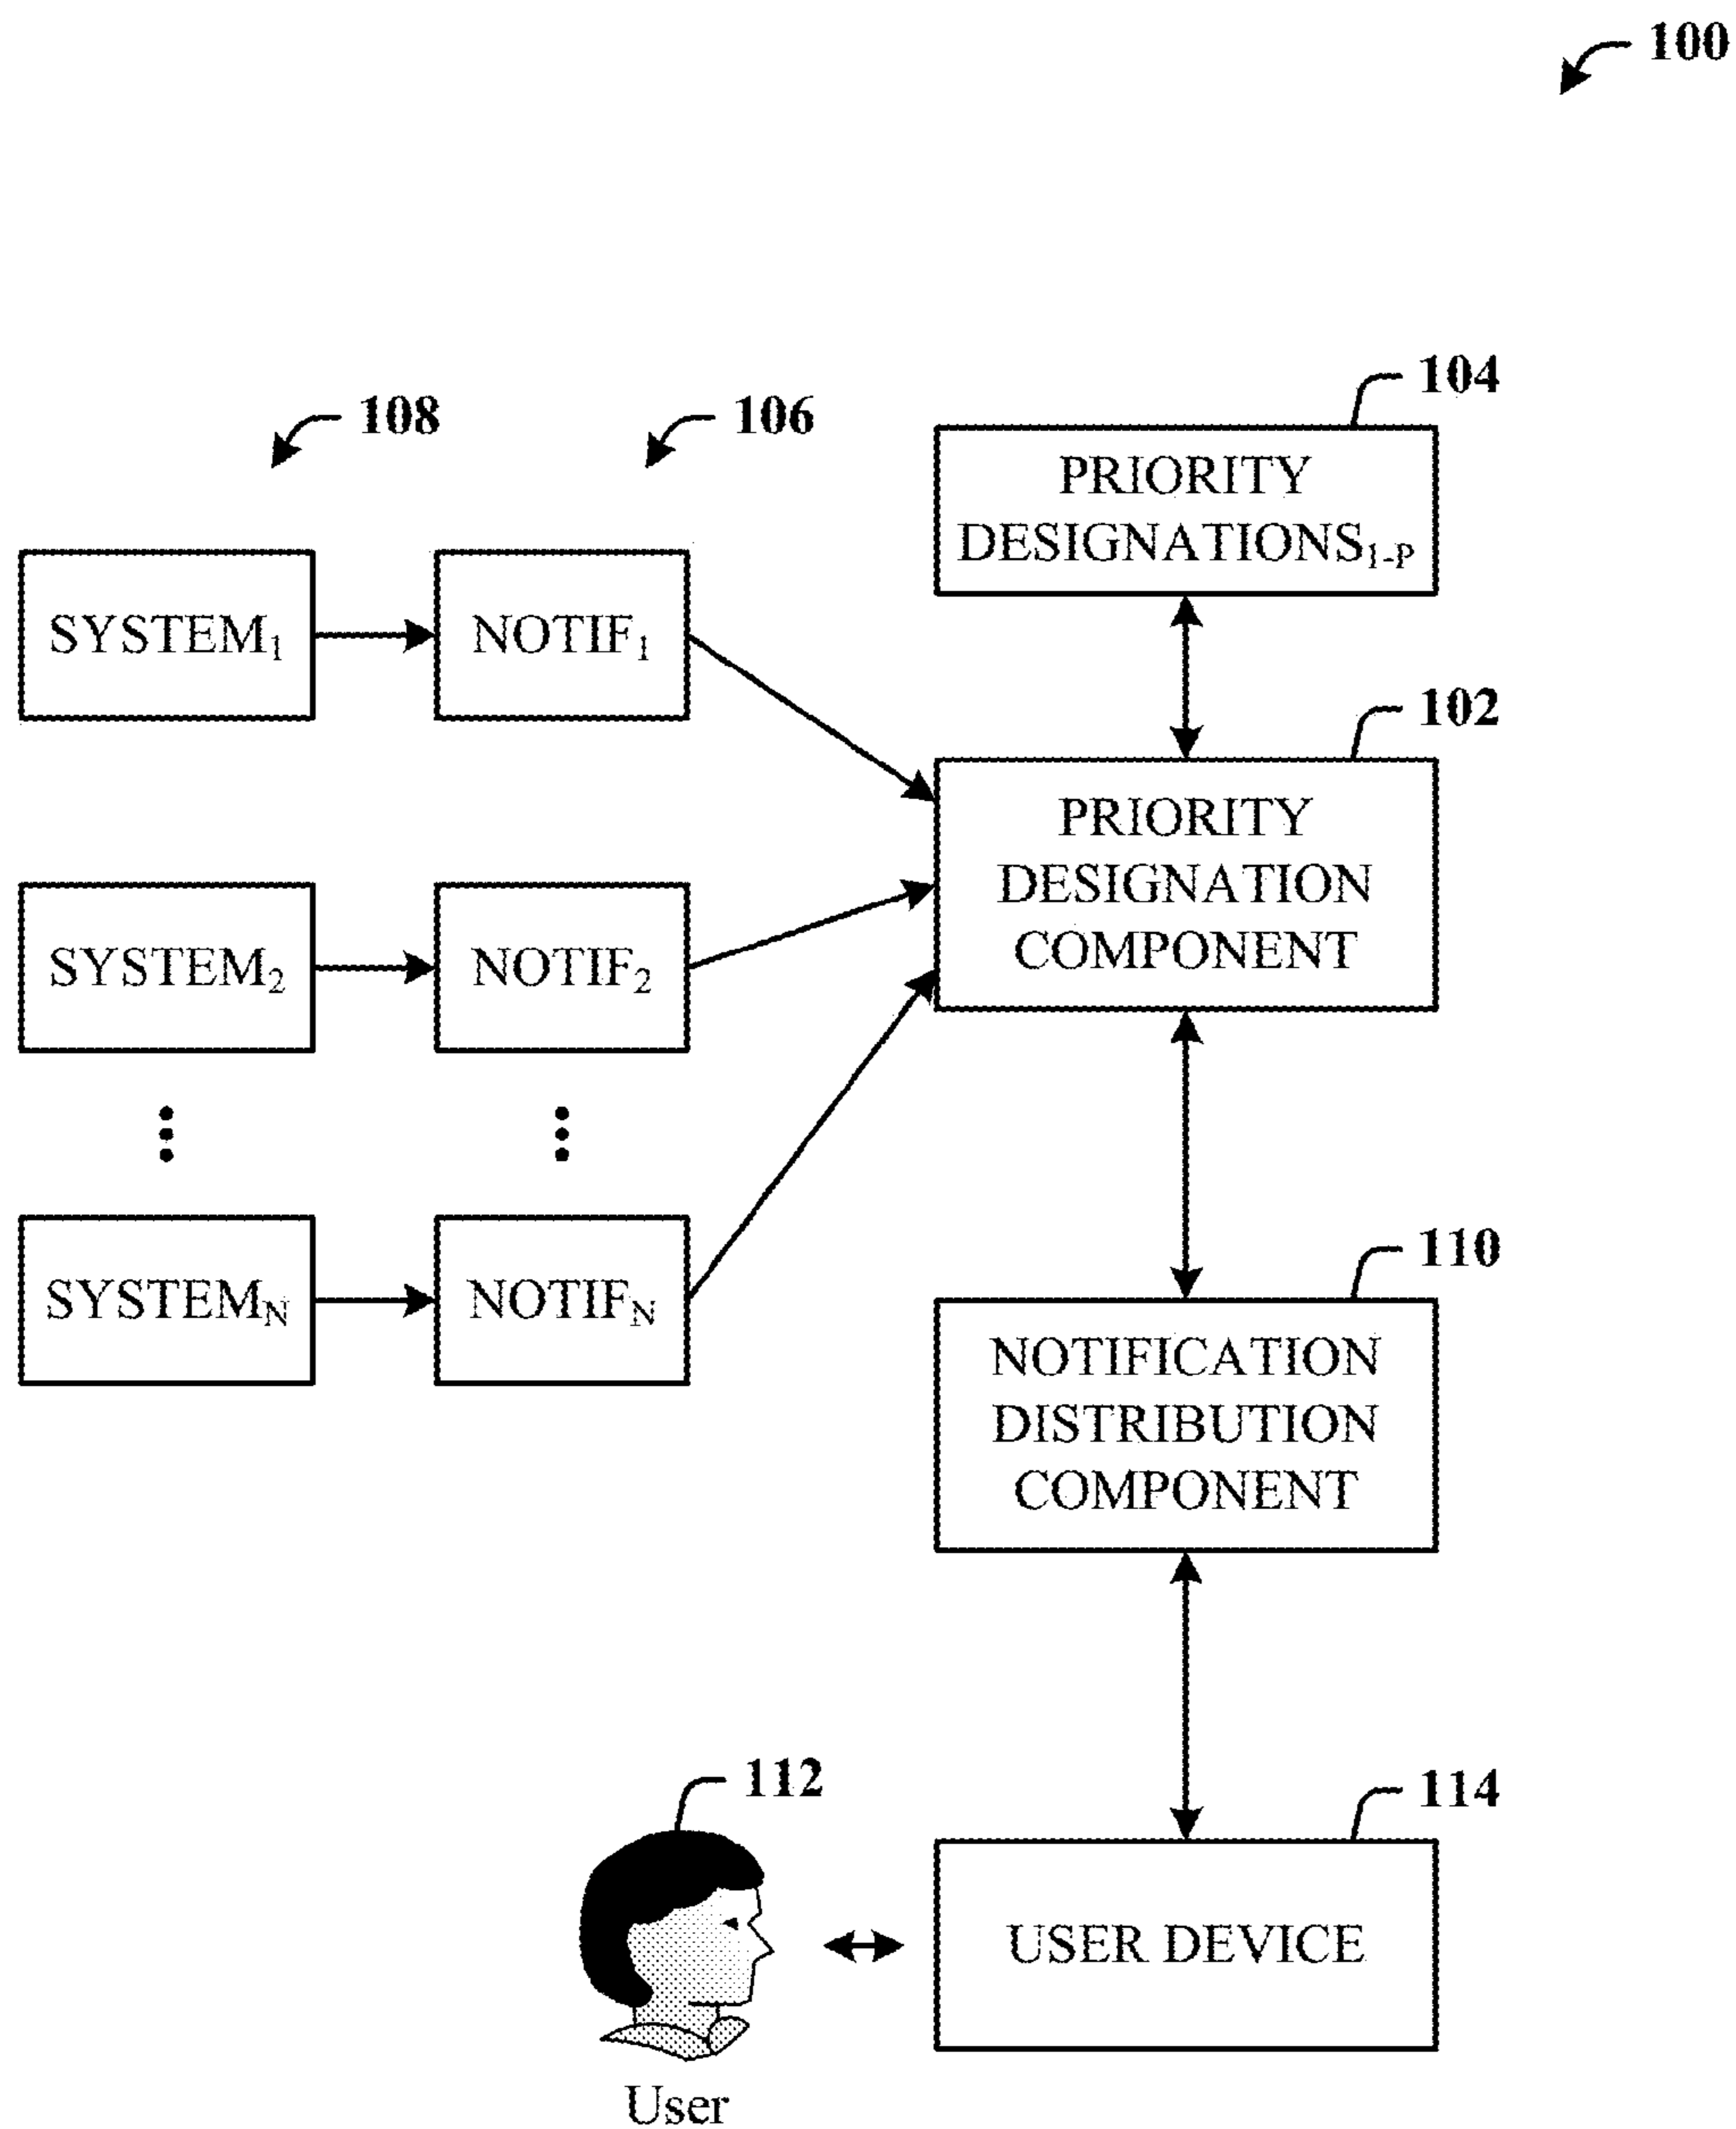 100
108
106
104
PRIORITY
DESIGNATIONS1-P
SYSTEM1
NOTIF1
102
PRIORITY
DESIGNATION
COMPONENT
SYSTEM2
NOTIF2
SYSTEMN
NOTIFN
110
NOTIFICATION
DISTRIBUTION
COMPONENT
112
114
USER DEVICE
User